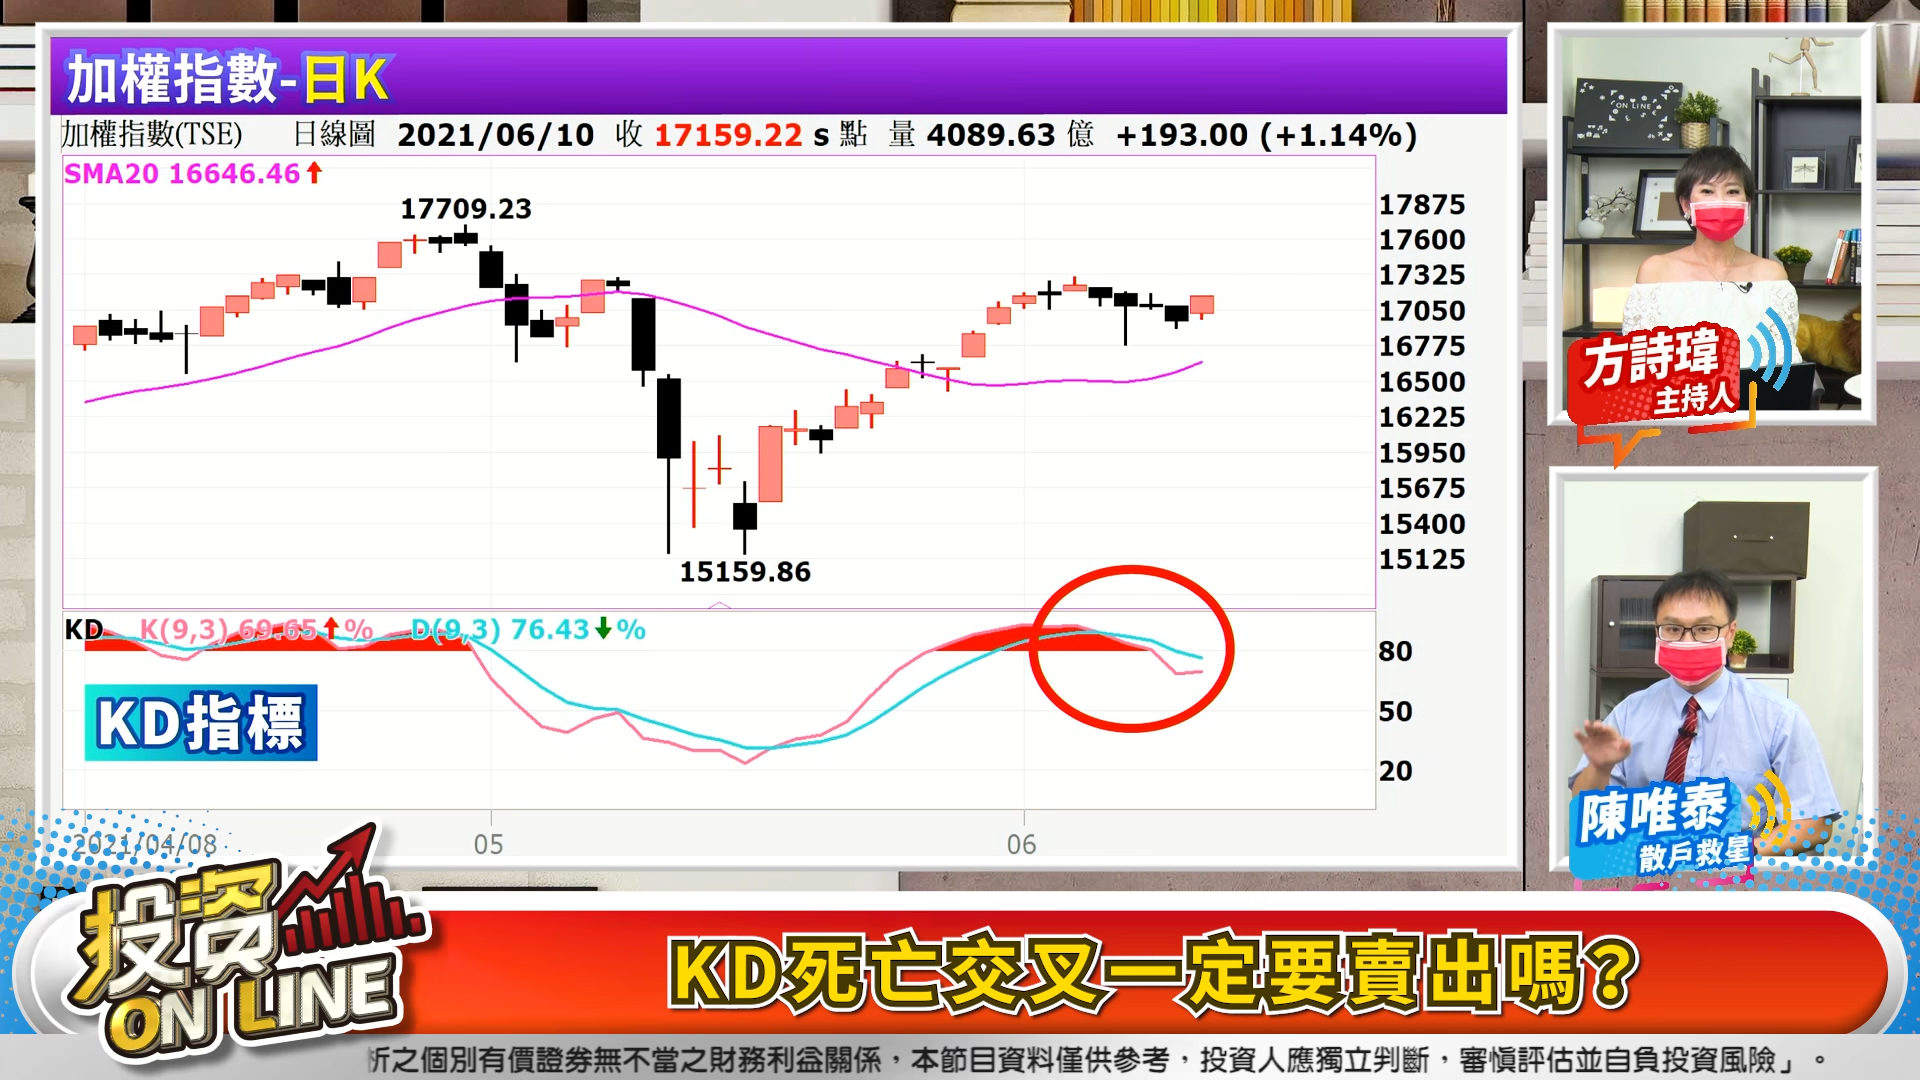 加權指數-日K
加權指數(TSE) 日線圖 2021/06/10 收 17159.22 s 點 量 4089.63 億 +193.00 (+1.14%)
SMA20 16646.46
17709.23
17875
17600
17325
17050
16775
16500
16225
15950
15675
15400
15125
15159.86
KD K(9,3) 69.65 % D(9,3) 76.43 %
80
50
20
KD指標
2021/04/08 05 06
ON LINE
方詩瑋
主持人
陳唯泰
散戶救星
投資
ON LINE
KD死亡交叉一定要賣出嗎?
析之個別有價證券無不當之財務利益關係,本節目資料僅供參考,投資人應獨立判斷,審慎評估並自負投資風險」。